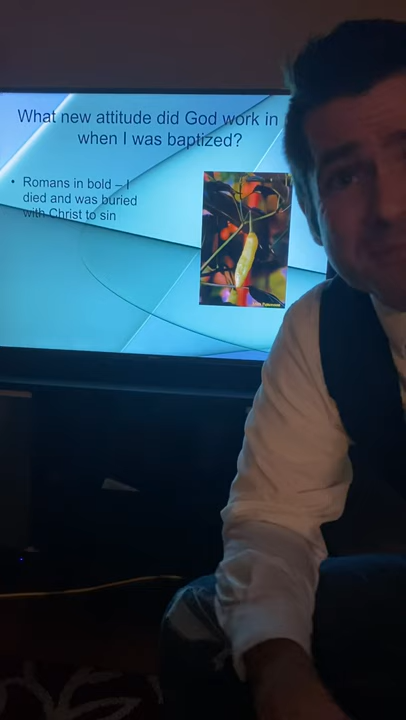 What new attitude did God work in
when I was baptized?
• Romans in bold – I
died and was buried
with Christ to sin